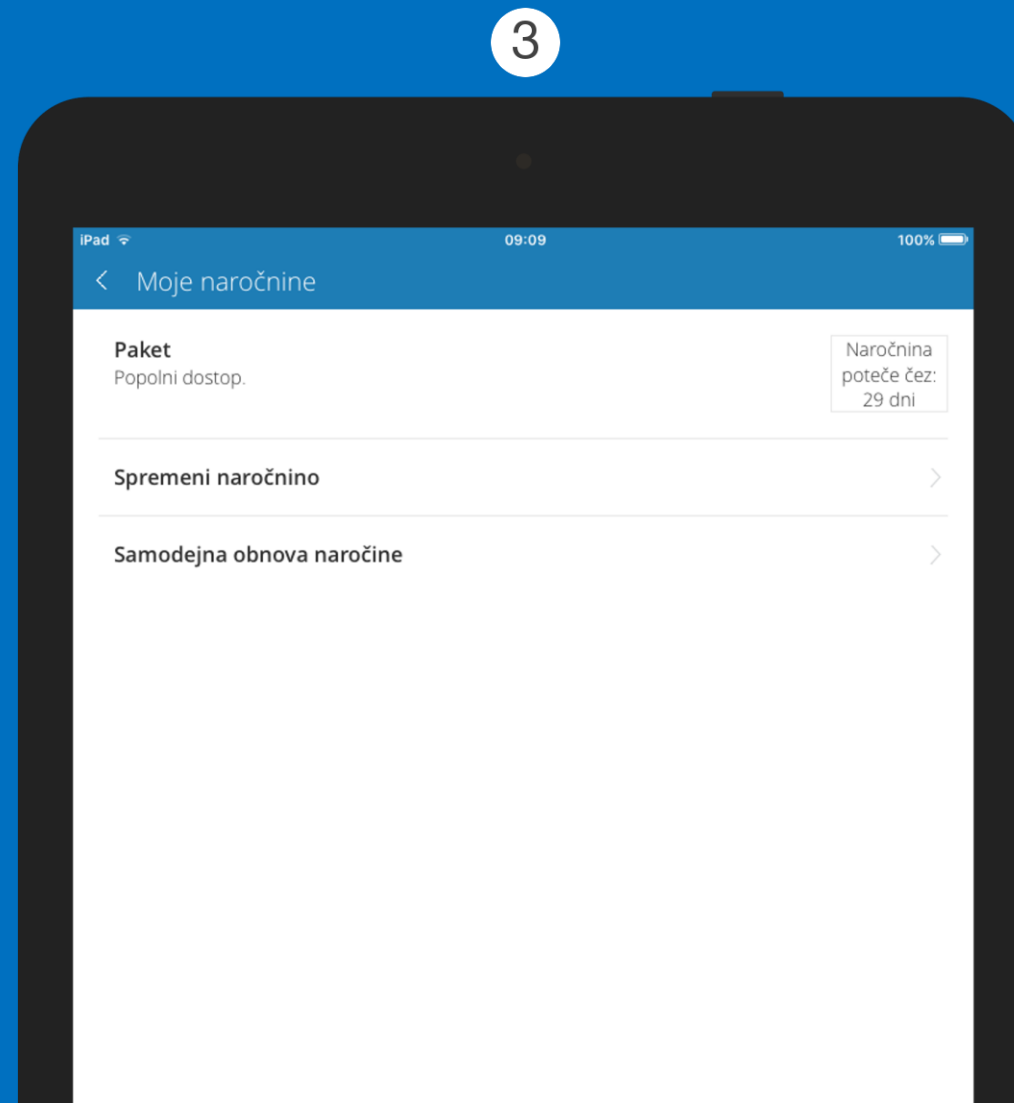 3
iPad 09:09 100%
Moje naročnine
Paket
Popolni dostop.
Naročnina
poteče čez:
29 dni
Spremeni naročnino
Samodejna obnova naročine